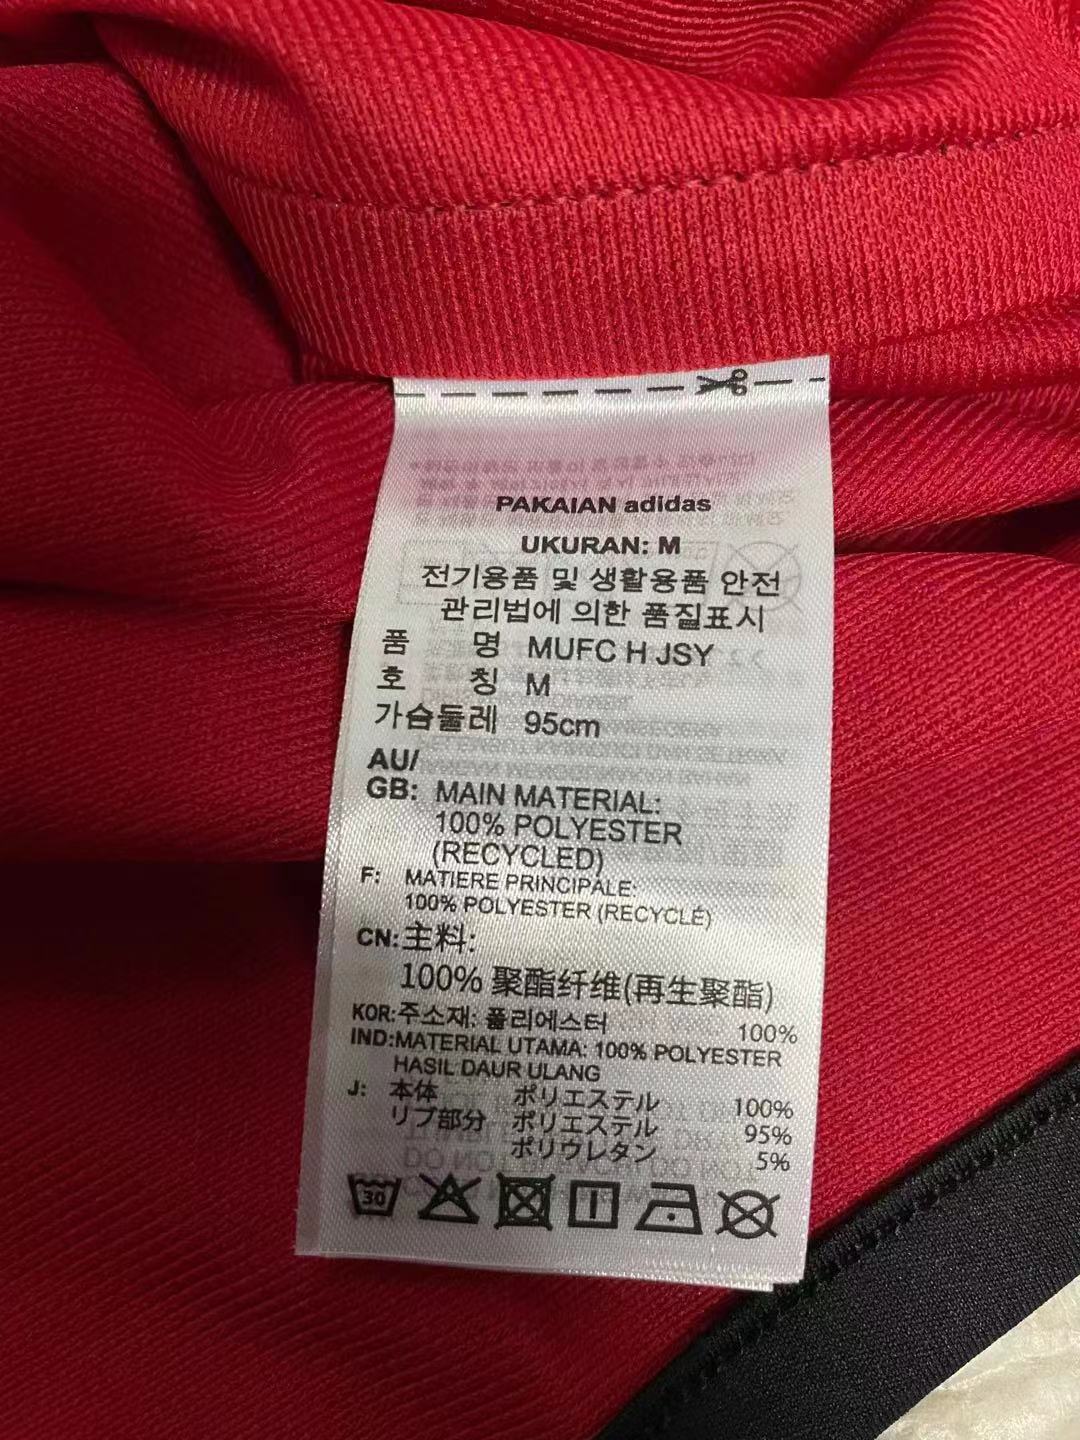 PAKAIAN adidas
UKURAN: M
전기용품 및 생활용품 안전
관리법에 의한 품질표시
품 명 MUFC H JSY
호 칭 M
가슴둘레 95cm
AU/
GB: MAIN MATERIAL:
100% POLYESTER
(RECYCLED)
F: MATIERE PRINCIPALE:
100% POLYESTER (RECYCLÉ)
CN: 主料:
100% 聚酯纤维(再生聚酯)
KOR: 주소재: 폴리에스터 100%
IND: MATERIAL UTAMA: 100% POLYESTER
HASIL DAUR ULANG
J: 本体 ポリエステル 100%
リブ部分 ポリエステル 95%
ポリウレタン 5%
30